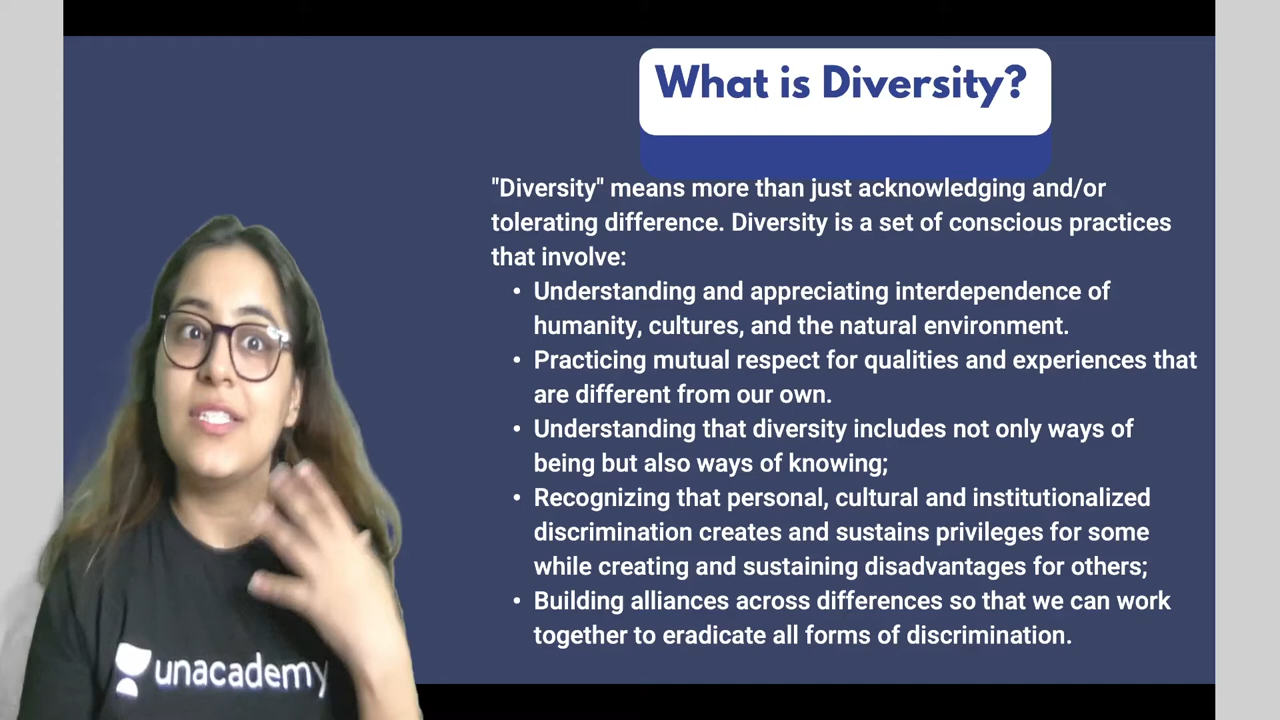 What is Diversity?
"Diversity" means more than just acknowledging and/or
tolerating difference. Diversity is a set of conscious practices
that involve:
• Understanding and appreciating interdependence of
humanity, cultures, and the natural environment.
• Practicing mutual respect for qualities and experiences that
are different from our own.
• Understanding that diversity includes not only ways of
being but also ways of knowing;
• Recognizing that personal, cultural and institutionalized
discrimination creates and sustains privileges for some
while creating and sustaining disadvantages for others;
• Building alliances across differences so that we can work
together to eradicate all forms of discrimination.
unacademy